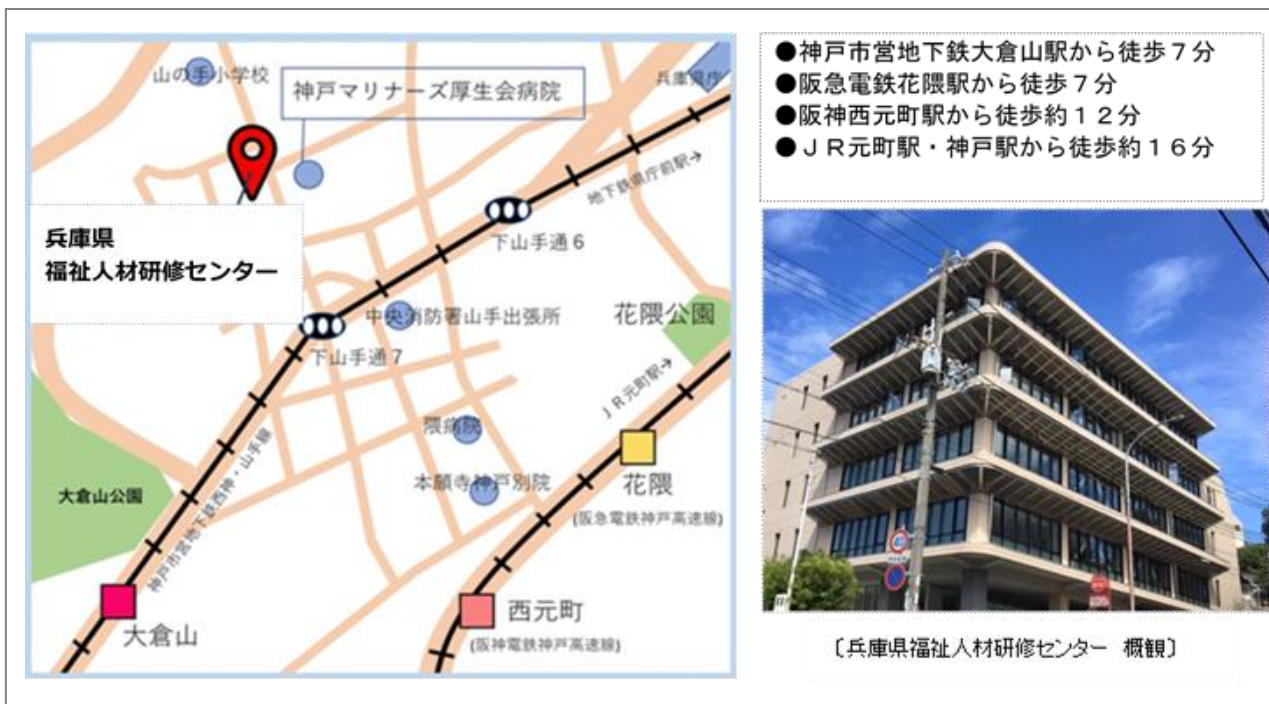 山の手小学校
神戸マリナーズ厚生会病院
兵庫県庁
地下鉄県庁前駅→
下山手通6
兵庫県
福祉人材研修センター
中央消防署山手出張所
花隈公園
下山手通7
JR元町駅→
隈病院
花隈
本願寺神戸別院
(阪急電鉄神戸高速線)
大倉山公園
神戸市営地下鉄西神・山手線
西元町
大倉山
(阪神電鉄神戸高速線)
●神戸市営地下鉄大倉山駅から徒歩7分
●阪急電鉄花隈駅から徒歩7分
●阪神西元町駅から徒歩約12分
●JR元町駅・神戸駅から徒歩約16分
〔兵庫県福祉人材研修センター 概観〕